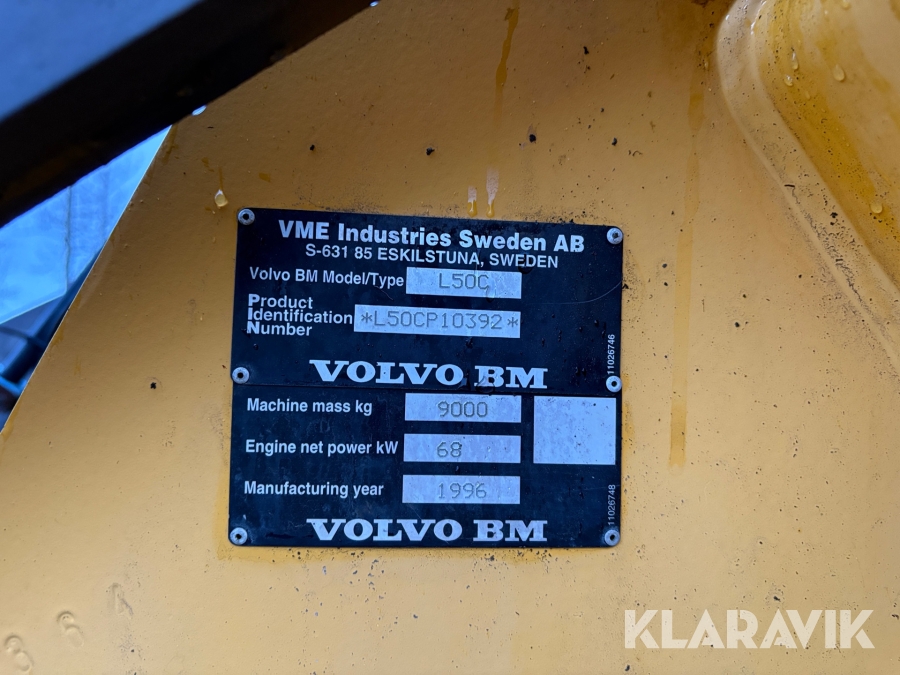 VME Industries Sweden AB
S-631 85 ESKILSTUNA, SWEDEN
Volvo BM Model/Type L50C
Product
Identification *L50CP10392*
Number
VOLVO BM
11026746
Machine mass kg 9000
Engine net power kW 68
Manufacturing year 1996
11026748
VOLVO BM
KLARAVIK